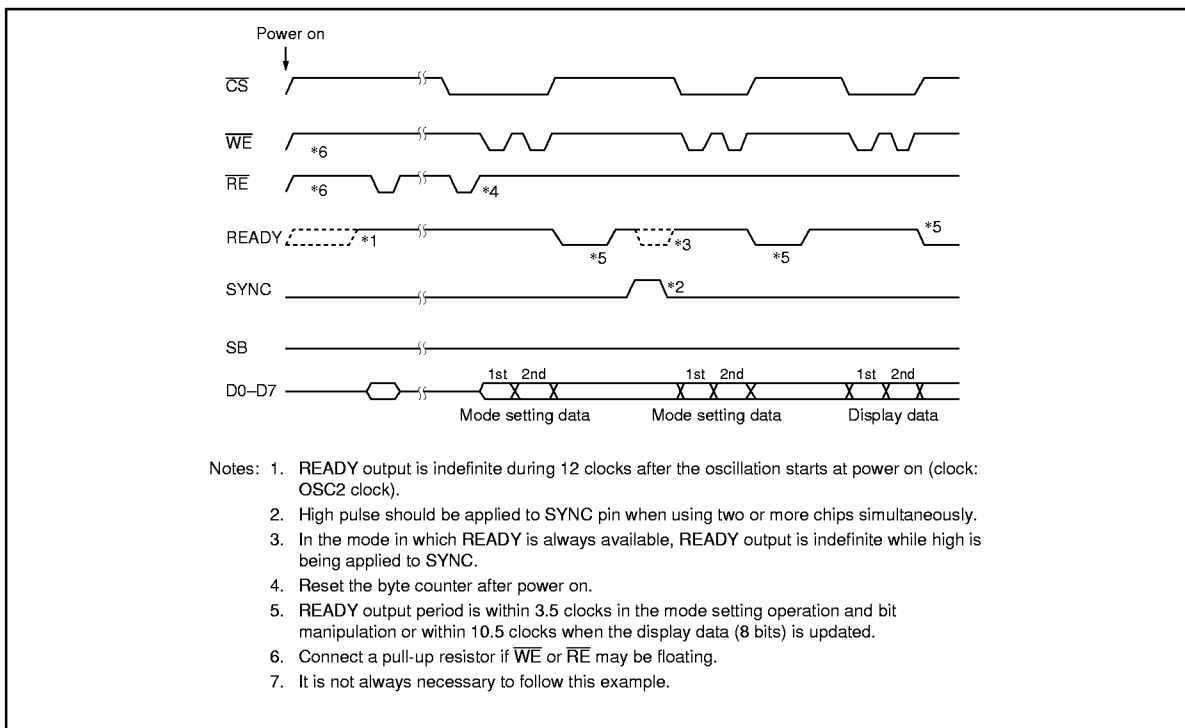 Power on
CS
WE
*6
RE
*6
*4
READY
*1
*5
*3
*5
*5
SYNC
*2
SB
1st 2nd
1st 2nd
1st 2nd
D0–D7
Mode setting data
Mode setting data
Display data
Notes: 1. READY output is indefinite during 12 clocks after the oscillation starts at power on (clock:
OSC2 clock).
2. High pulse should be applied to SYNC pin when using two or more chips simultaneously.
3. In the mode in which READY is always available, READY output is indefinite while high is
being applied to SYNC.
4. Reset the byte counter after power on.
5. READY output period is within 3.5 clocks in the mode setting operation and bit
manipulation or within 10.5 clocks when the display data (8 bits) is updated.
6. Connect a pull-up resistor if WE or RE may be floating.
7. It is not always necessary to follow this example.